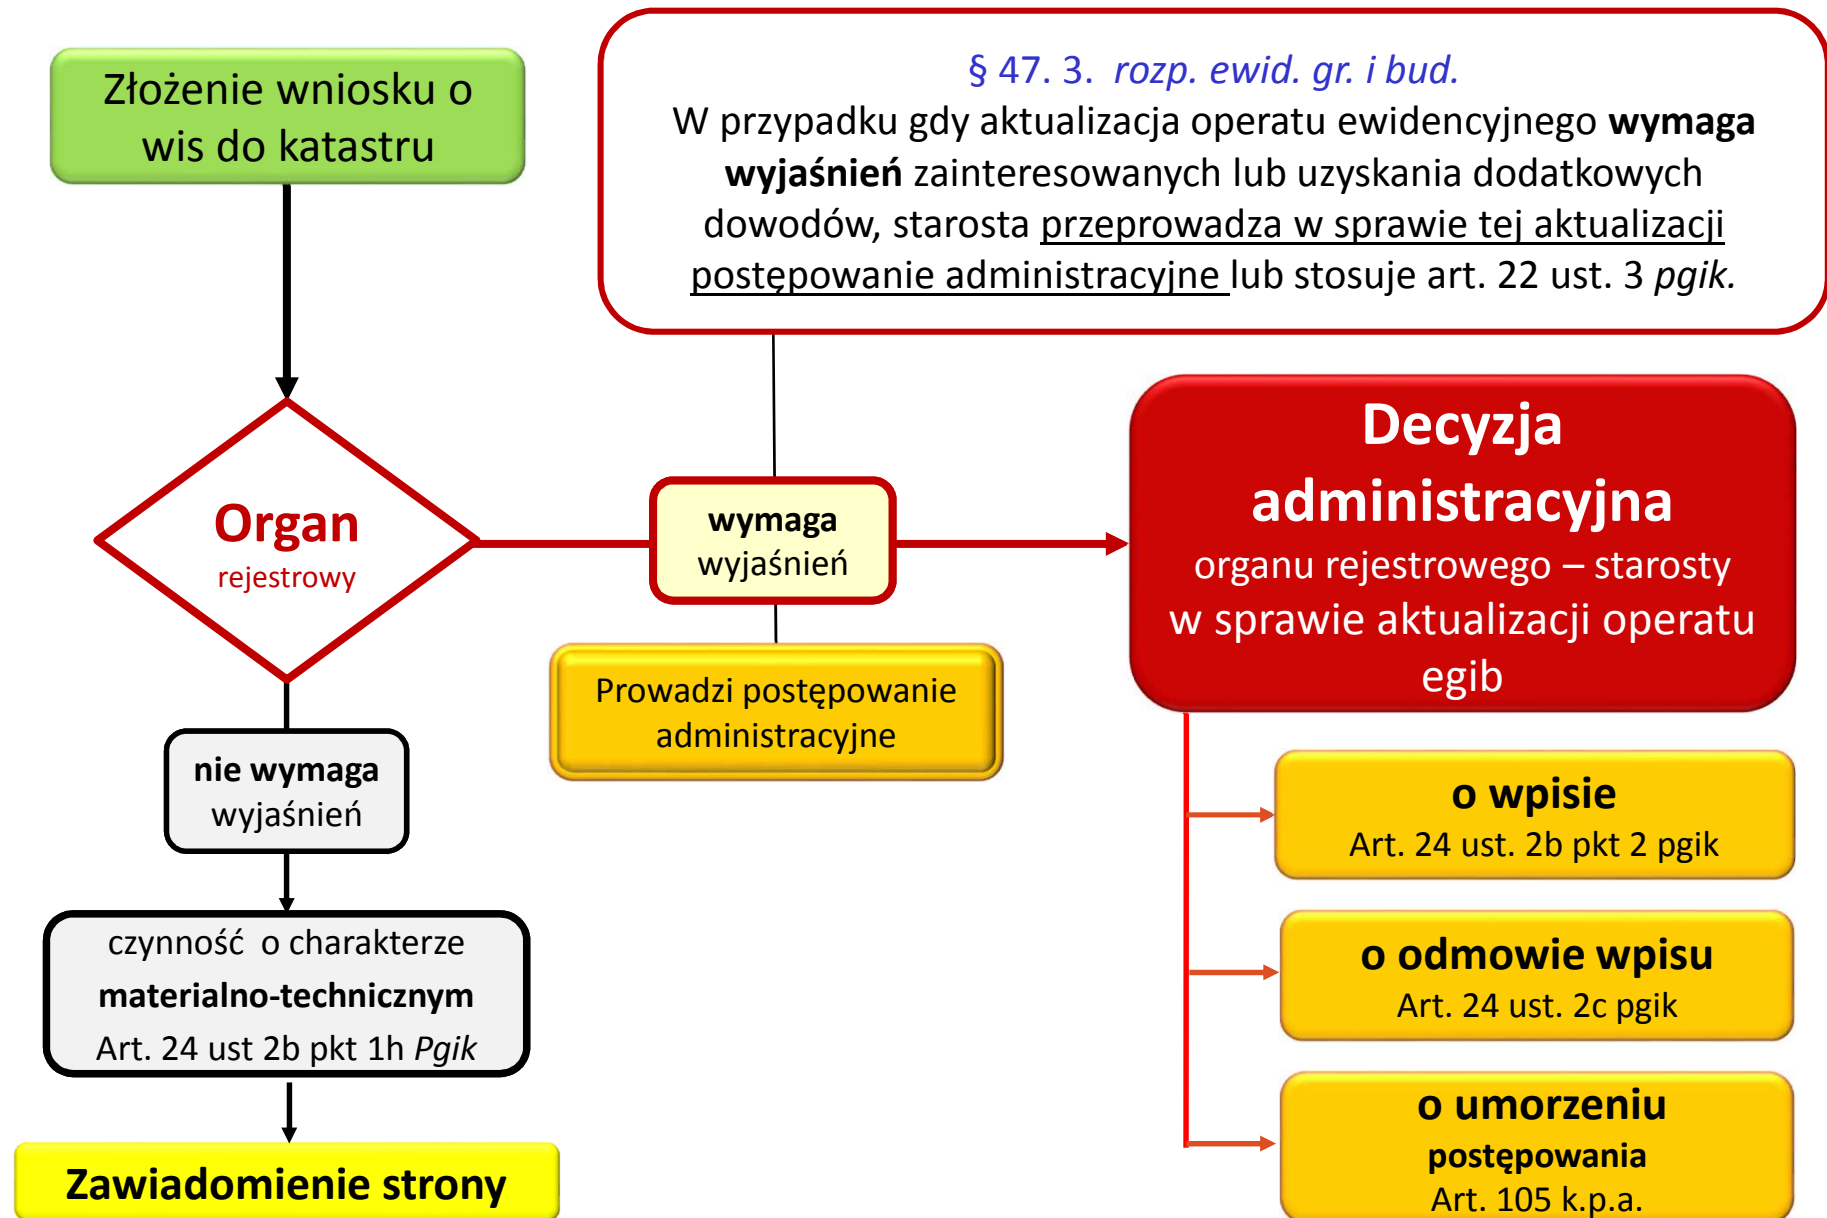 Złożenie wniosku o
wis do katastru
§ 47. 3. rozp. ewid. gr. i bud.
W przypadku gdy aktualizacja operatu ewidencyjnego wymaga
wyjaśnień zainteresowanych lub uzyskania dodatkowych
dowodów, starosta przeprowadza w sprawie tej aktualizacji
postępowanie administracyjne lub stosuje art. 22 ust. 3 pgik.
Organ
rejestrowy
wymaga
wyjaśnień
Decyzja
administracyjna
organu rejestrowego – starosty
w sprawie aktualizacji operatu
egib
Prowadzi postępowanie
administracyjne
nie wymaga
wyjaśnień
o wpisie
Art. 24 ust. 2b pkt 2 pgik
czynność o charakterze
materialno-technicznym
Art. 24 ust 2b pkt 1h Pgik
o odmowie wpisu
Art. 24 ust. 2c pgik
o umorzeniu
postępowania
Art. 105 k.p.a.
Zawiadomienie strony